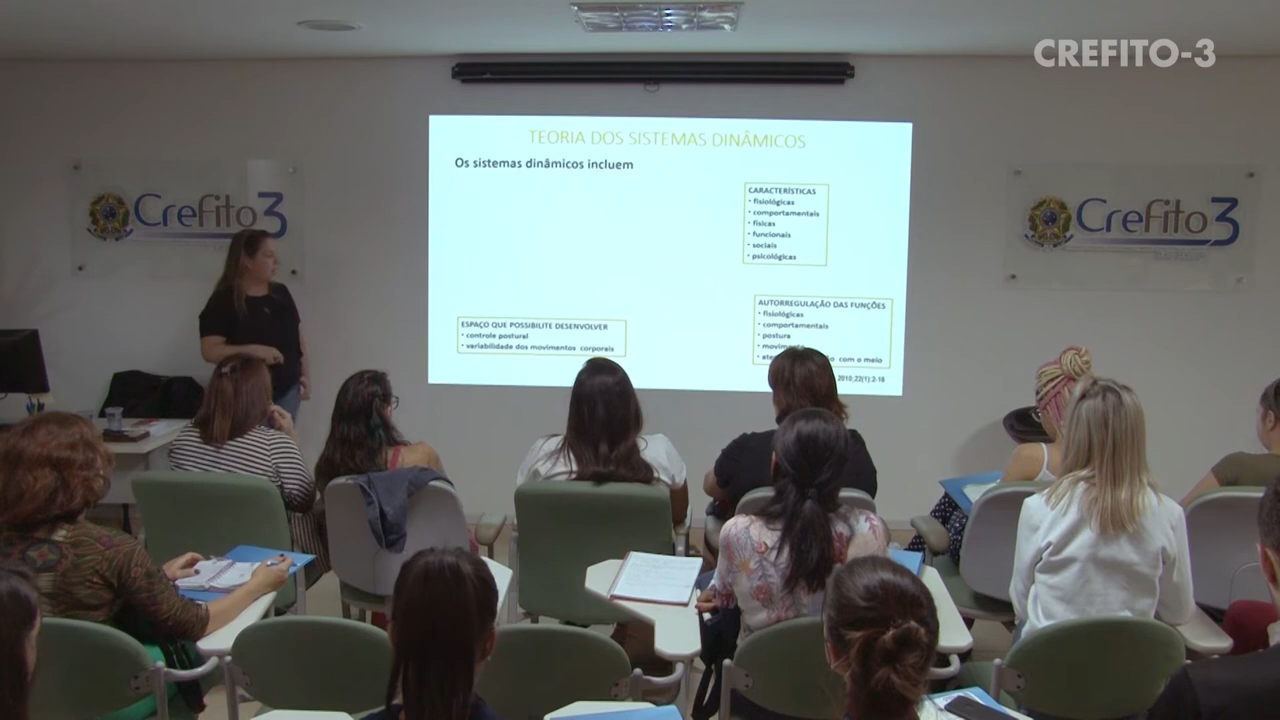 CREFITO-3
TEORIA DOS SISTEMAS DINÂMICOS
Os sistemas dinâmicos incluem
CARACTERÍSTICAS
• fisiológicas
• comportamentais
• físicas
• funcionais
• sociais
• psicológicas
ESPAÇO QUE POSSIBILITE DESENVOLVER
• controle postural
• variabilidade dos movimentos corporais
AUTORREGULAÇÃO DAS FUNÇÕES
• fisiológicas
• comportamentais
• postura
• movimento
com o meio
2010;22(1):2-16
CreFito3
CreFito3